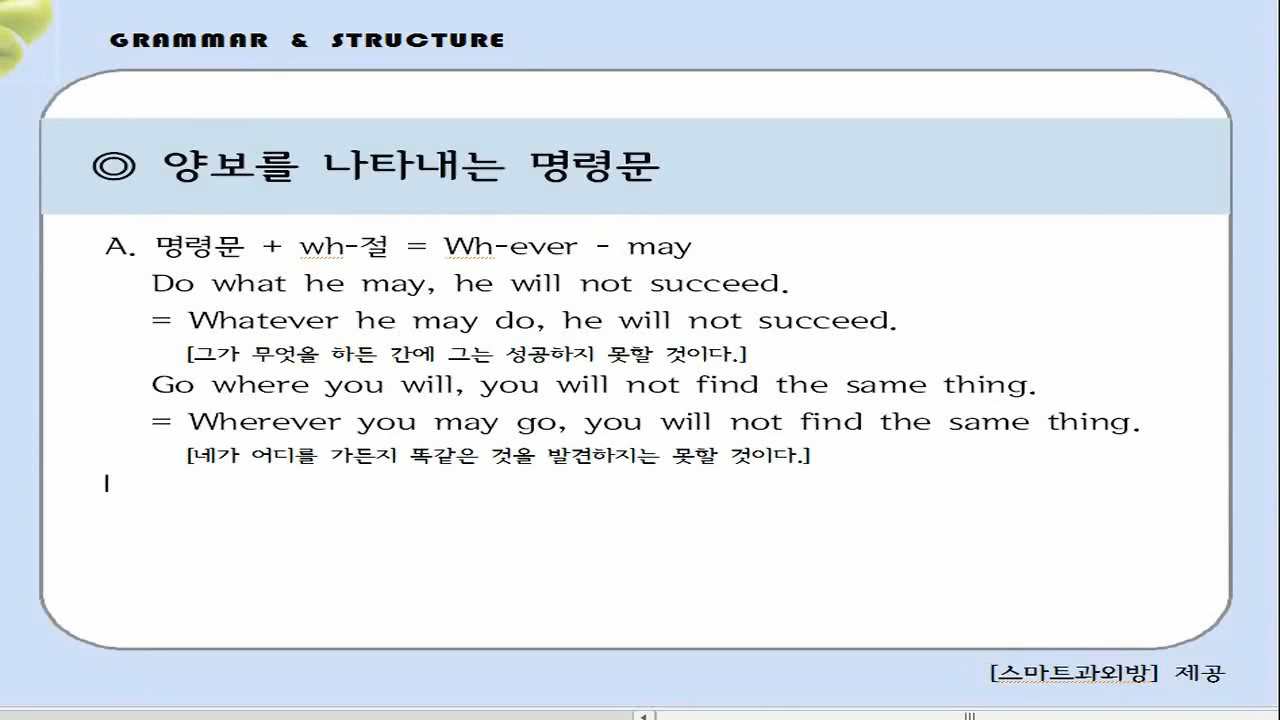 GRAMMAR & STRUCTURE
◎ 양보를 나타내는 명령문
A. 명령문 + wh-절 = Wh-ever - may
Do what he may, he will not succeed.
= Whatever he may do, he will not succeed.
[그가 무엇을 하든 간에 그는 성공하지 못할 것이다.]
Go where you will, you will not find the same thing.
= Wherever you may go, you will not find the same thing.
[네가 어디를 가든지 똑같은 것을 발견하지는 못할 것이다.]
[스마트과외방] 제공